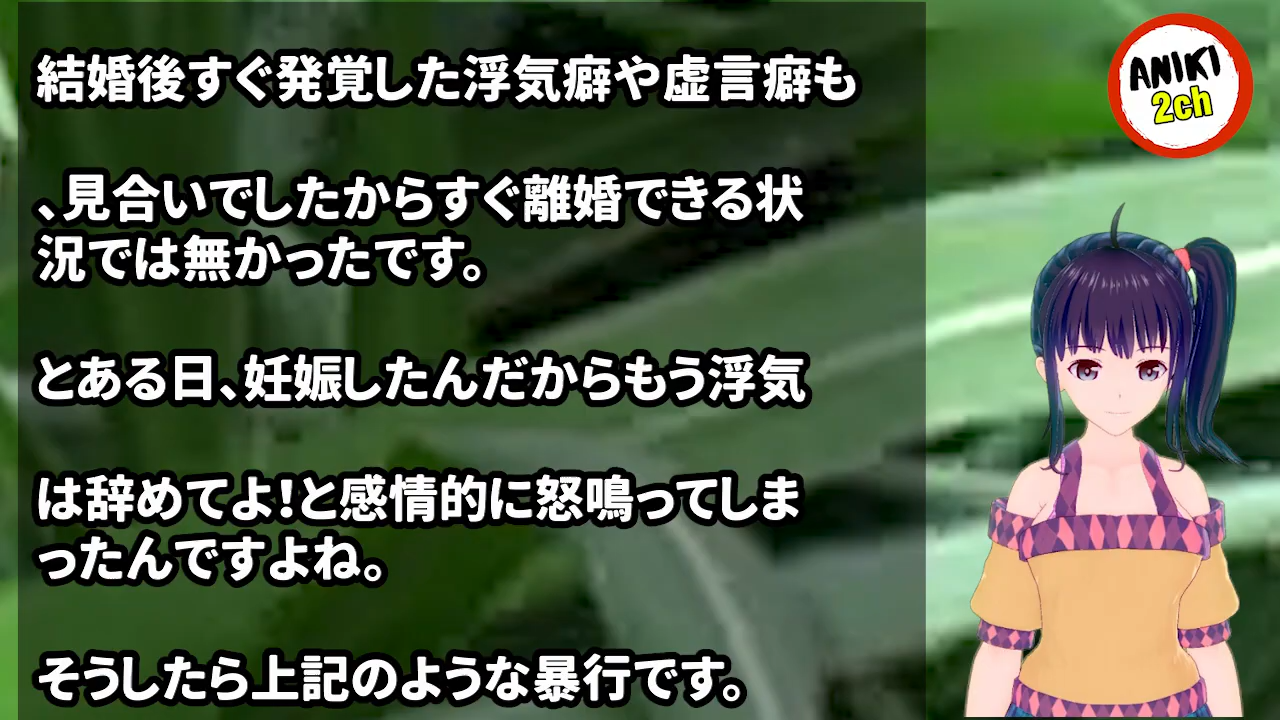 結婚後すぐ発覚した浮気癖や虚言癖も
、見合いでしたからすぐ離婚できる状
況では無かったです。
とある日、妊娠したんだからもう浮気
は辞めてよ!と感情的に怒鳴ってしま
ったんですよね。
そうしたら上記のような暴行です。
ANIKI
2ch